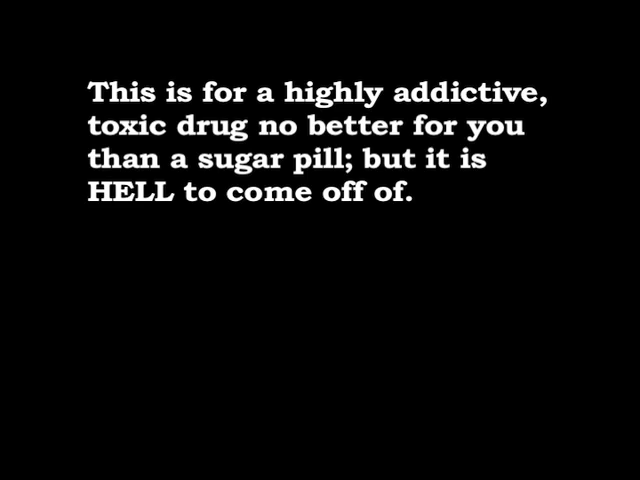 This is for a highly addictive,
toxic drug no better for you
than a sugar pill; but it is
HELL to come off of.